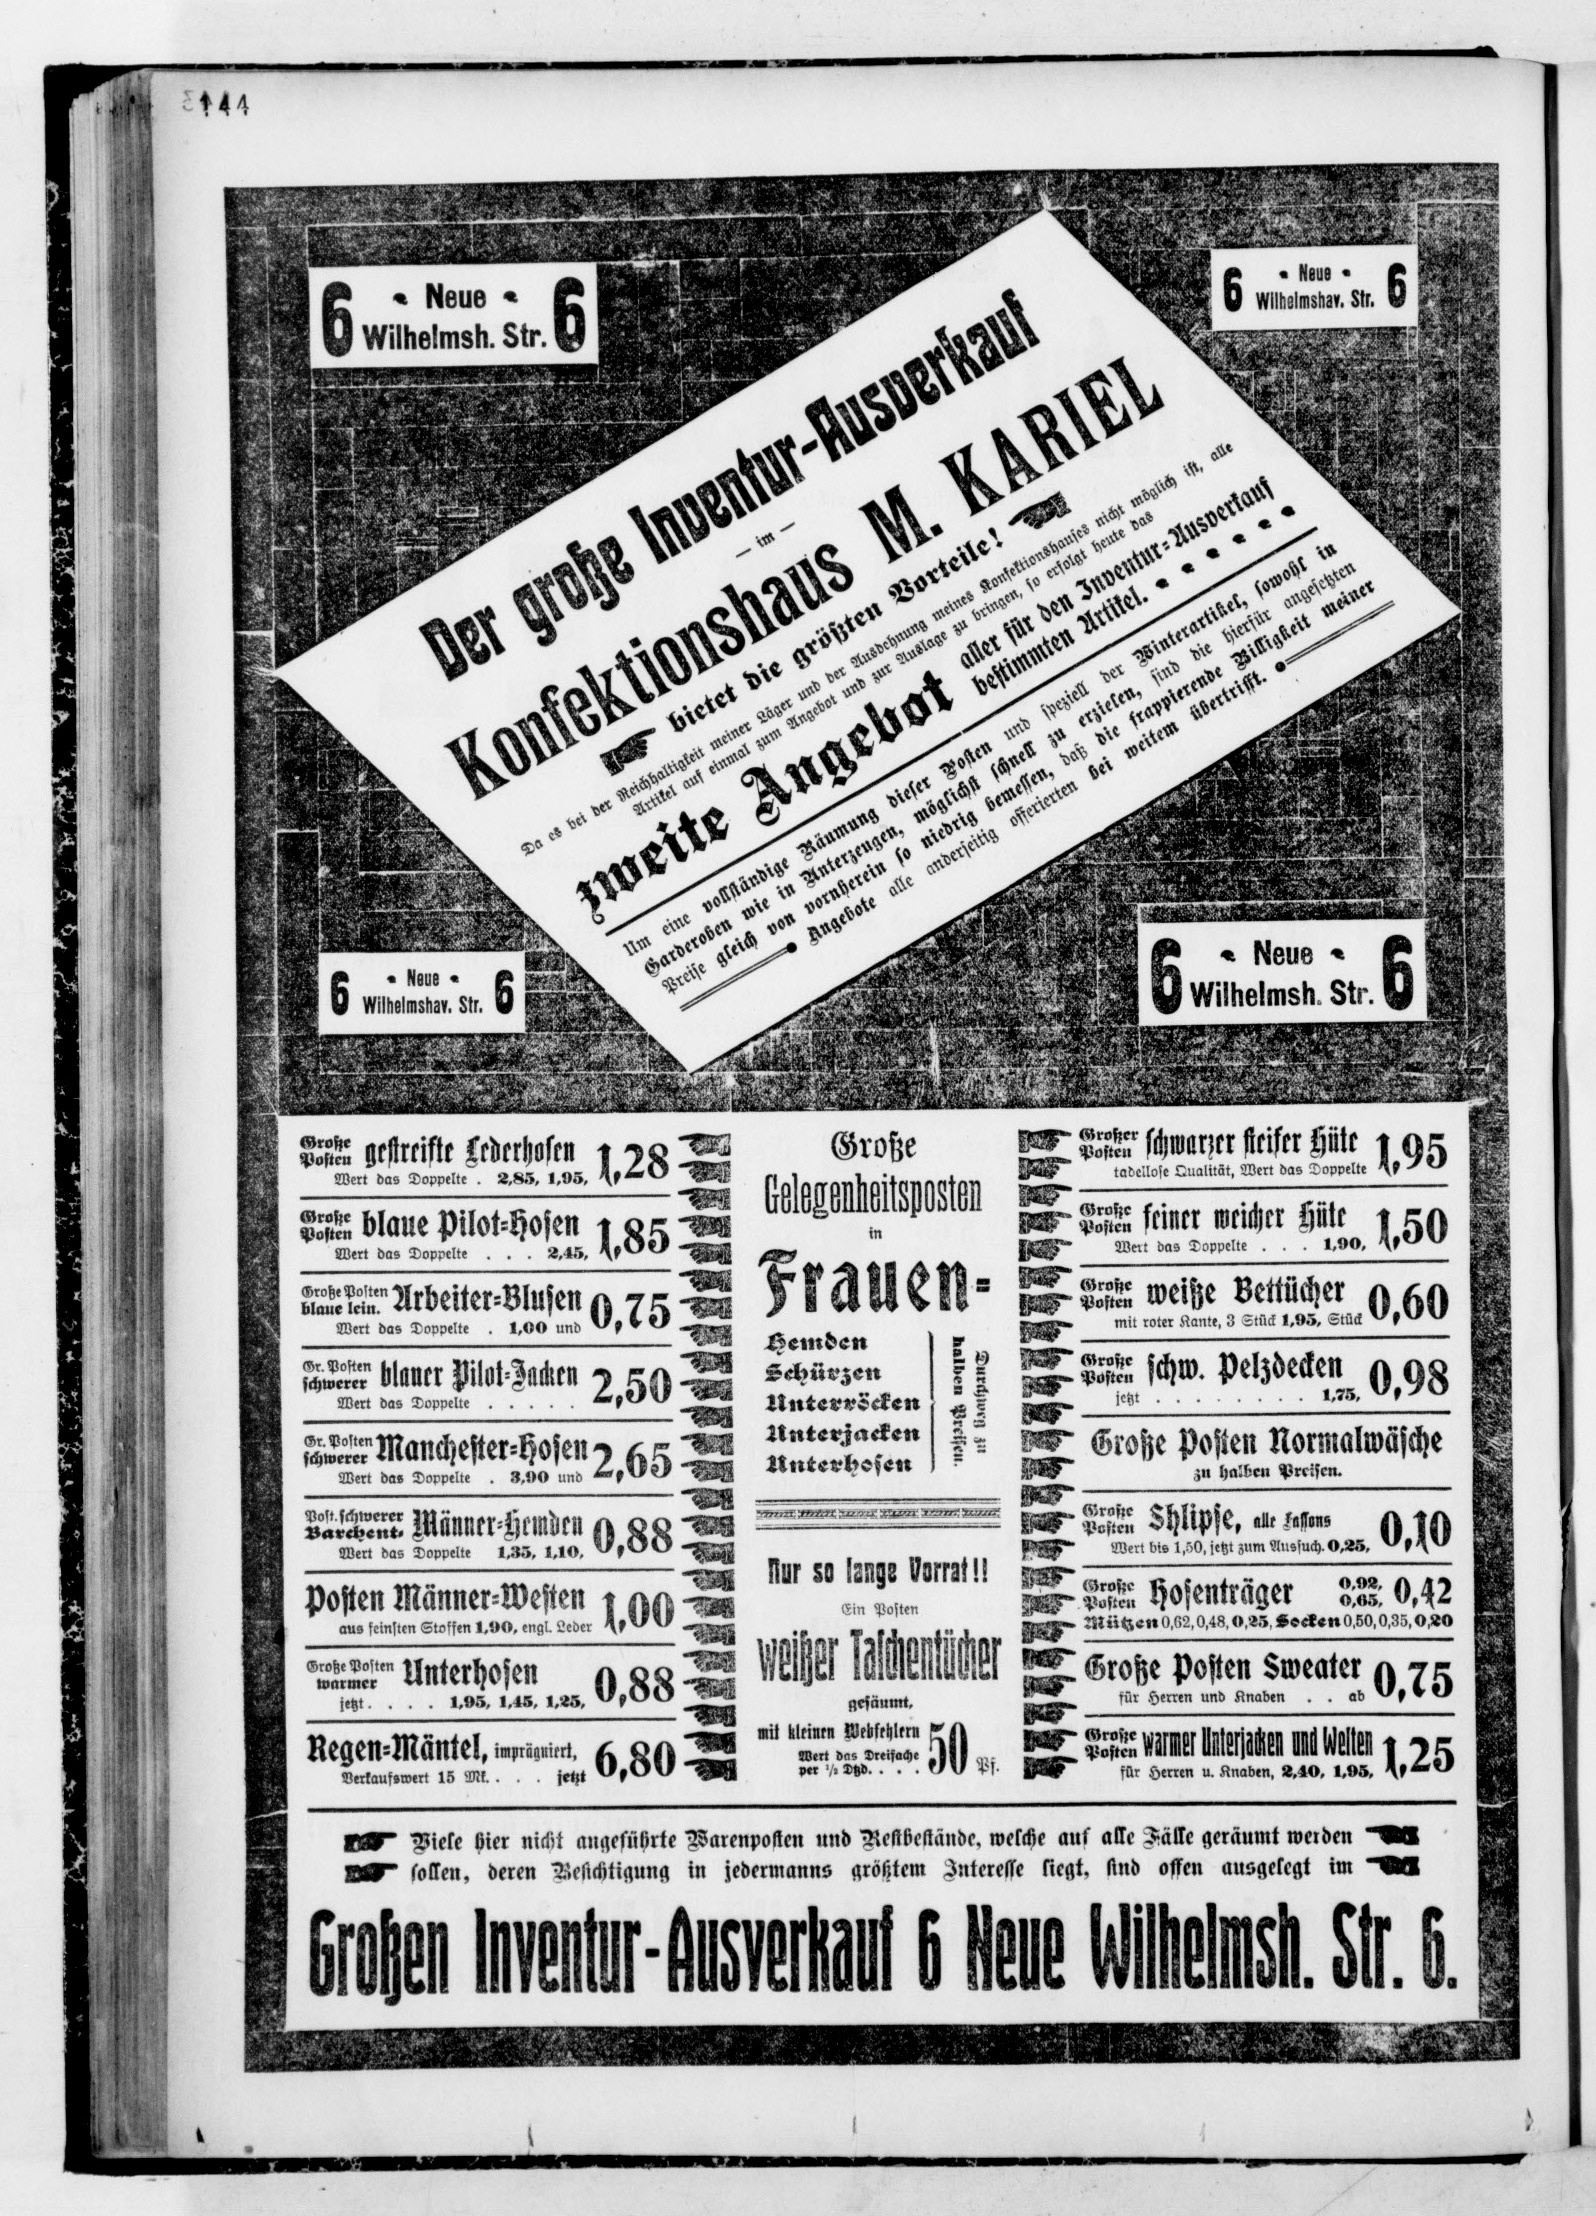 144
6 Neue 6
Wilhelmsh. Str.
6 Neue 6
Wilhelmshav. Str.
Der große Inventur-Ausverkauf
— im —
Konfektionshaus M. KARIEL
bietet die größten Vorteile!
Da es bei der Reichhaltigkeit meiner Läger und der Ausdehnung meines Konfektionshauses nicht möglich ist, alle
Artikel auf einmal zum Angebot und zur Auslage zu bringen, so erfolgt heute das
zweite Angebot aller für den Inventur-Ausverkauf
bestimmten Artikel.
Um eine vollständige Räumung dieser Posten und speziell der Winterartikel, sowohl in
Garderoben wie in Unterzeugen, möglichst schnell zu erzielen, sind die hierfür angesetzten
Preise gleich von vornherein so niedrig bemessen, daß die frappierende Billigkeit meiner
Angebote alle anderseitig offerierten bei weitem übertrifft.
6 Neue 6
Wilhelmshav. Str.
6 Neue 6
Wilhelmsh. Str.
Große Posten gestreifte Lederhosen 1,28
Wert das Doppelte . 2,85, 1,95,
Große Posten blaue Pilot-Hosen 1,85
Wert das Doppelte . . . 2,45,
Große Posten blaue lein. Arbeiter-Blusen 0,75
Wert das Doppelte . 1,00 und
Gr. Posten schwerer blauer Pilot-Jacken 2,50
Wert das Doppelte . . . . .
Gr. Posten schwerer Manchester-Hosen 2,65
Wert das Doppelte . 3,90 und
Post. schwerer Barchent- Männer-Hemden 0,88
Wert das Doppelte 1,35, 1,10,
Posten Männer-Westen 1,00
aus feinsten Stoffen 1,90, engl. Leder
Große Posten warmer Unterhosen 0,88
jetzt . . . . 1,95, 1,45, 1,25,
Regen-Mäntel, imprägniert, 6,80
Verkaufswert 15 Mk. . . . jetzt
Große
Gelegenheitsposten
in
Frauen-
Hemden
Schürzen
Unterröcken
Unterjacken
Unterhosen
Durchweg zu
halben Preisen.
Nur so lange Vorrat!!
Ein Posten
weißer Taschentücher
gesäumt,
mit kleinen Webfehlern
Wert das Dreifache
per 1/2 Dtzd. . . . 50 Pf.
Großer Posten schwarzer steifer Hüte 1,95
tadellose Qualität, Wert das Doppelte
Große Posten feiner weicher Hüte 1,50
Wert das Doppelte . . . 1,90,
Große Posten weiße Bettücher 0,60
mit roter Kante, 3 Stück 1,95, Stück
Große Posten schw. Pelzdecken 0,98
jetzt . . . . . . . . 1,75,
Große Posten Normalwäsche
zu halben Preisen.
Große Posten Shlipse, alle Fassons 0,10
Wert bis 1,50, jetzt zum Aussuch. 0,25,
Große Posten Hosenträger 0,92, 0,65, 0,42
Mützen 0,62, 0,48, 0,25, Socken 0,50, 0,35, 0,20
Große Posten Sweater 0,75
für Herren und Knaben . . ab
Große Posten warmer Unterjacken und Westen 1,25
für Herren u. Knaben, 2,40, 1,95,
Viele hier nicht angeführte Warenposten und Restbestände, welche auf alle Fälle geräumt werden
sollen, deren Besichtigung in jedermanns größtem Interesse liegt, sind offen ausgelegt im
Großen Inventur-Ausverkauf 6 Neue Wilhelmsh. Str. 6.